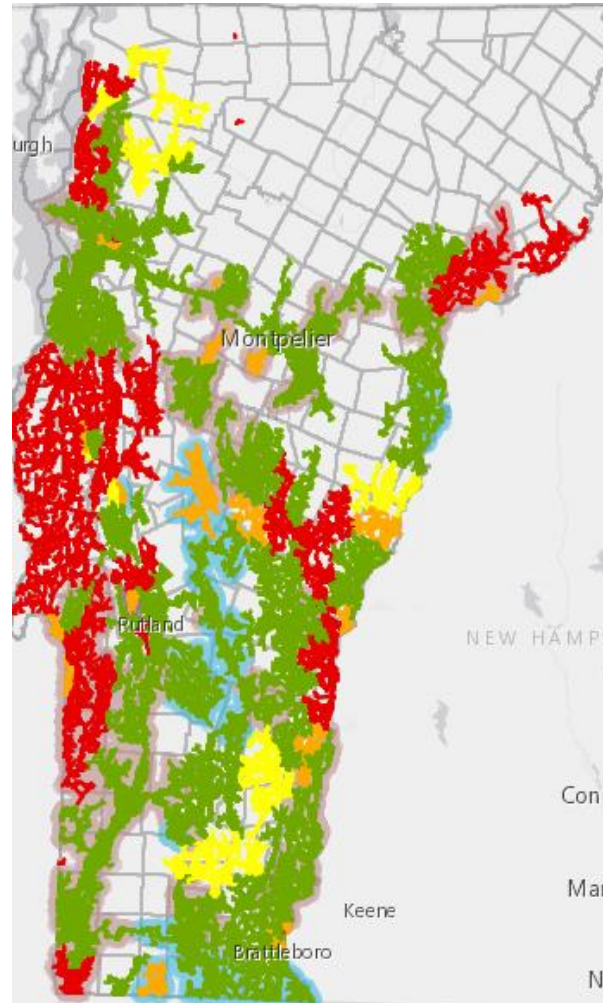 urgh
Montpelier
Rutland
NEW HAMP
Con
Mar
Keene
Brattleboro
N